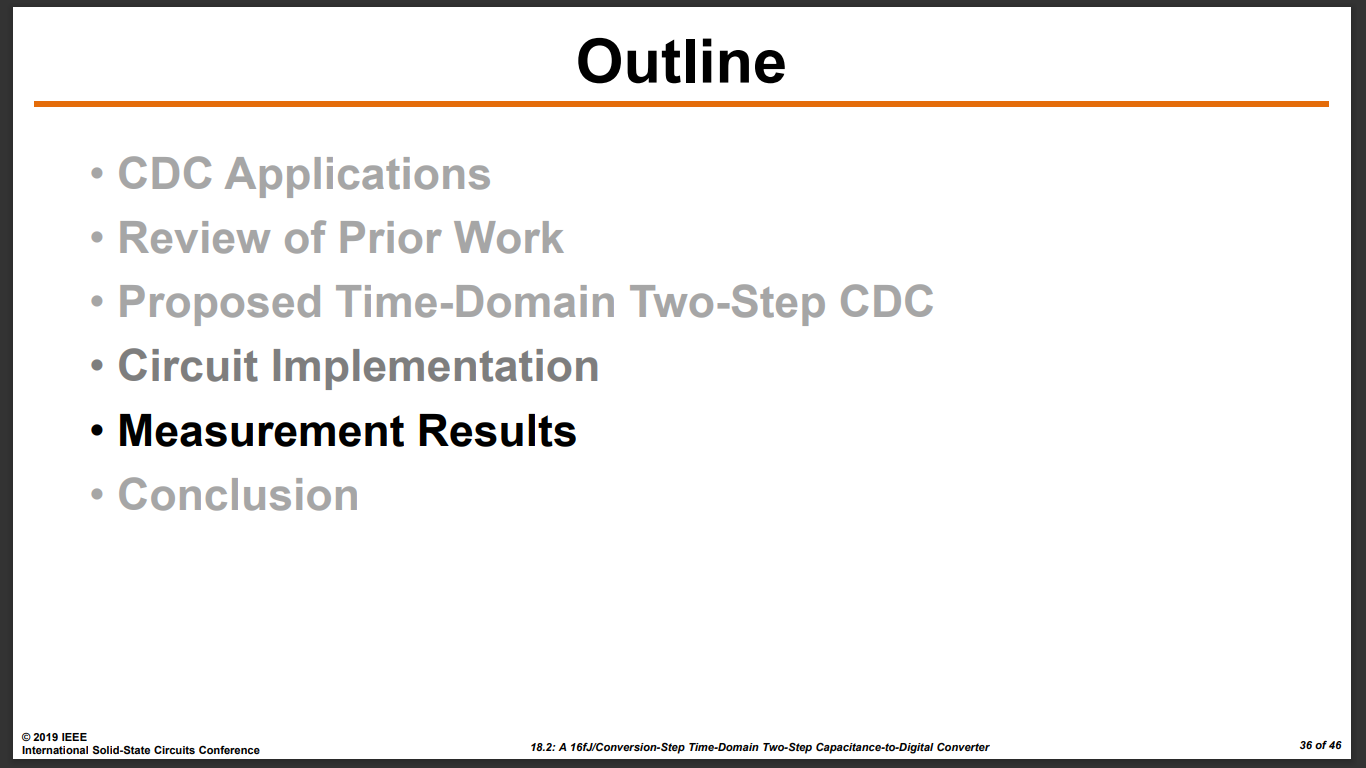 Outline
• CDC Applications
• Review of Prior Work
• Proposed Time-Domain Two-Step CDC
• Circuit Implementation
• Measurement Results
• Conclusion
© 2019 IEEE
International Solid-State Circuits Conference
18.2: A 16fJ/Conversion-Step Time-Domain Two-Step Capacitance-to-Digital Converter
36 of 46